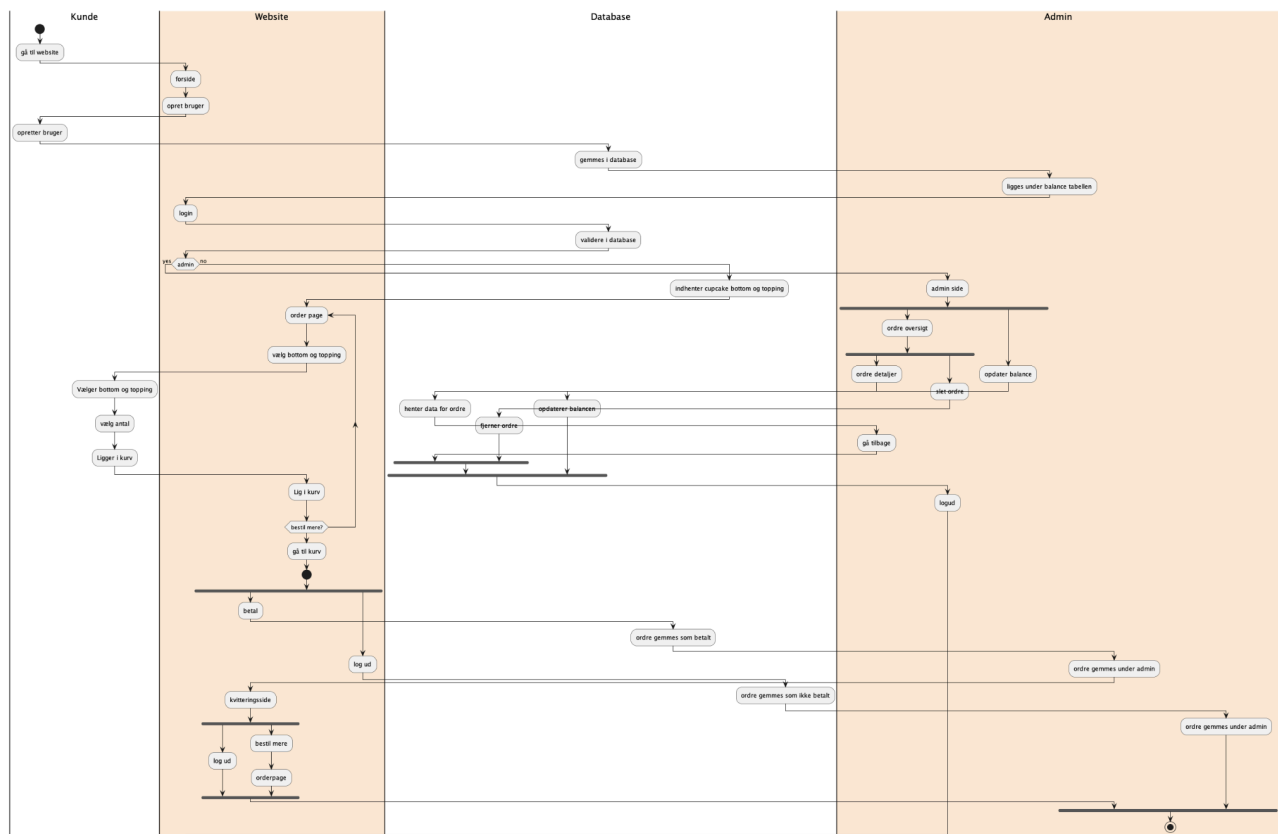 Kunde
Website
Database
Admin
gå til website
forside
opret bruger
opretter bruger
gemmes i database
ligges under balance tabellen
login
validere i database
yes
admin
no
indhenter cupcake bottom og topping
admin side
order page
ordre oversigt
vælg bottom og topping
ordre detaljer
opdater balance
Vælger bottom og topping
slet ordre
henter data for ordre
opdaterer balancen
vælg antal
fjerner ordre
gå tilbage
Ligger i kurv
Lig i kurv
logud
bestil mere?
gå til kurv
betal
ordre gemmes som betalt
log ud
ordre gemmes under admin
kvitteringsside
ordre gemmes som ikke betalt
ordre gemmes under admin
bestil mere
log ud
orderpage